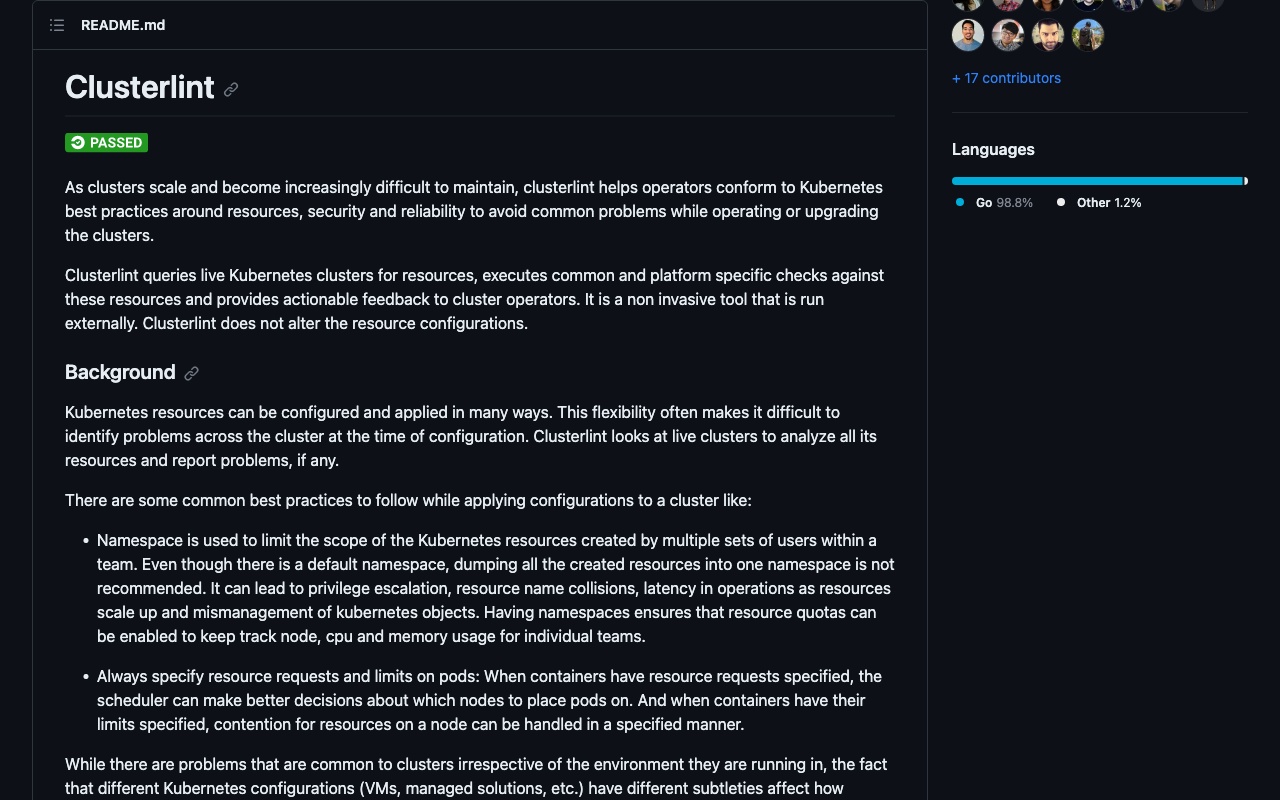 README.md
Clusterlint
PASSED
As clusters scale and become increasingly difficult to maintain, clusterlint helps operators conform to Kubernetes
best practices around resources, security and reliability to avoid common problems while operating or upgrading
the clusters.
Clusterlint queries live Kubernetes clusters for resources, executes common and platform specific checks against
these resources and provides actionable feedback to cluster operators. It is a non invasive tool that is run
externally. Clusterlint does not alter the resource configurations.
Background
Kubernetes resources can be configured and applied in many ways. This flexibility often makes it difficult to
identify problems across the cluster at the time of configuration. Clusterlint looks at live clusters to analyze all its
resources and report problems, if any.
There are some common best practices to follow while applying configurations to a cluster like:
• Namespace is used to limit the scope of the Kubernetes resources created by multiple sets of users within a
team. Even though there is a default namespace, dumping all the created resources into one namespace is not
recommended. It can lead to privilege escalation, resource name collisions, latency in operations as resources
scale up and mismanagement of kubernetes objects. Having namespaces ensures that resource quotas can
be enabled to keep track node, cpu and memory usage for individual teams.
• Always specify resource requests and limits on pods: When containers have resource requests specified, the
scheduler can make better decisions about which nodes to place pods on. And when containers have their
limits specified, contention for resources on a node can be handled in a specified manner.
While there are problems that are common to clusters irrespective of the environment they are running in, the fact
that different Kubernetes configurations (VMs, managed solutions, etc.) have different subtleties affect how
+ 17 contributors
Languages
Go 98.8% Other 1.2%